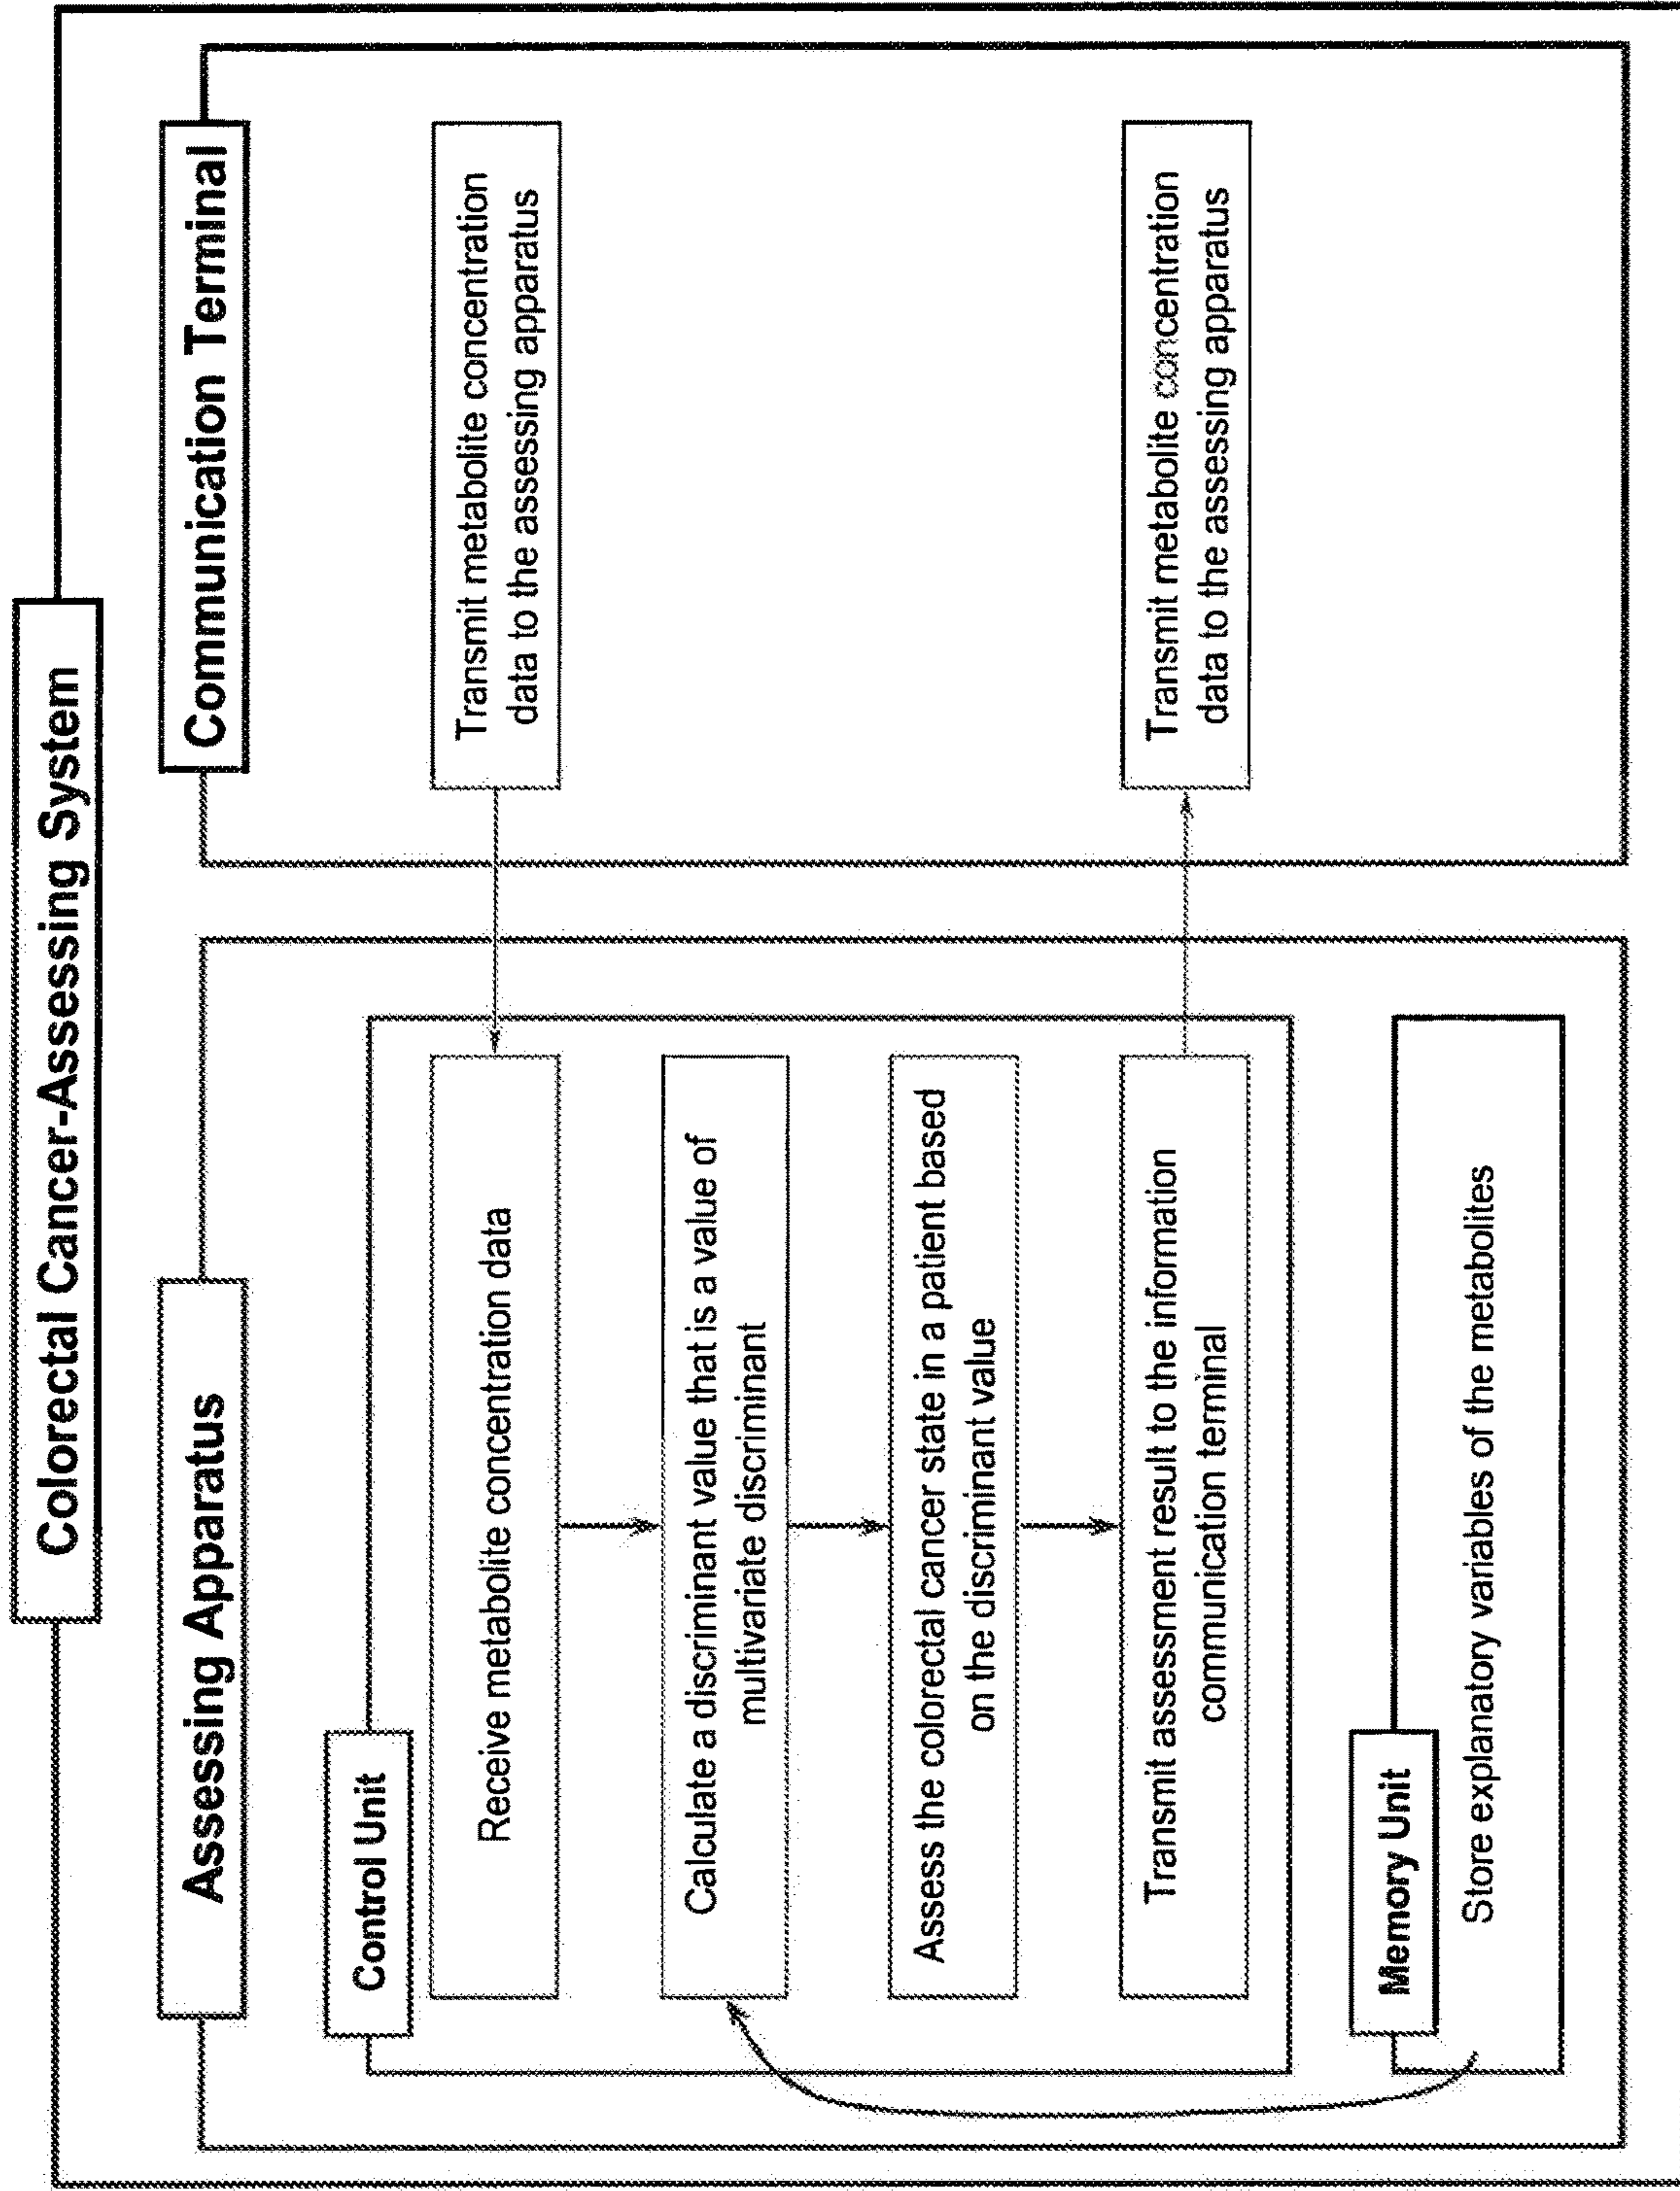 Colorectal Cancer-Assessing System
Assessing Apparatus
Control Unit
Receive metabolite concentration data
Calculate a discriminant value that is a value of
multivariate discriminant
Assess the colorectal cancer state in a patient based
on the discriminant value
Transmit assessment result to the information
communication terminal
Memory Unit
Store explanatory variables of the metabolites
Communication Terminal
Transmit metabolite concentration
data to the assessing apparatus
Transmit metabolite concentration
data to the assessing apparatus